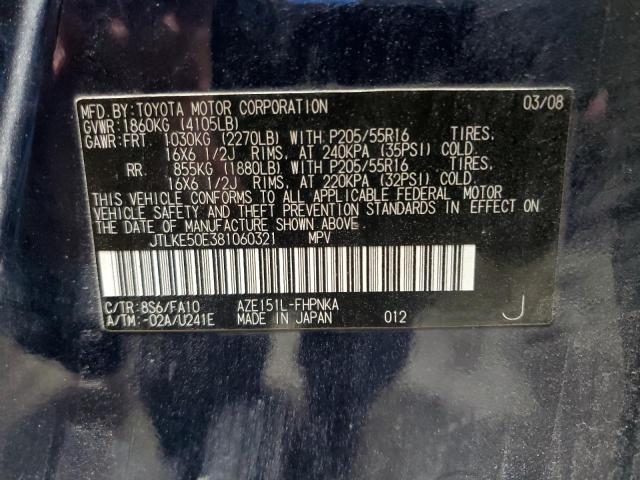 MFD.BY:TOYOTA MOTOR CORPORATION 03/08
GVWR:1860KG (4105LB)
GAWR:FRT 1030KG (2270LB) WITH P205/55R16 TIRES,
16X6 1/2J RIMS, AT 240KPA (35PSI) COLD.
RR. 855KG (1880LB) WITH P205/55R16 TIRES,
16X6 1/2J RIMS, AT 220KPA (32PSI) COLD.
THIS VEHICLE CONFORMS TO ALL APPLICABLE FEDERAL MOTOR
VEHICLE SAFETY AND THEFT PREVENTION STANDARDS IN EFFECT ON
THE DATE OF MANUFACTURE SHOWN ABOVE.
JTLKE50E381060321 MPV
C/TR:8S6/FA10 AZE151L-FHPNKA
A/TM:-02A/U241E MADE IN JAPAN 012 J